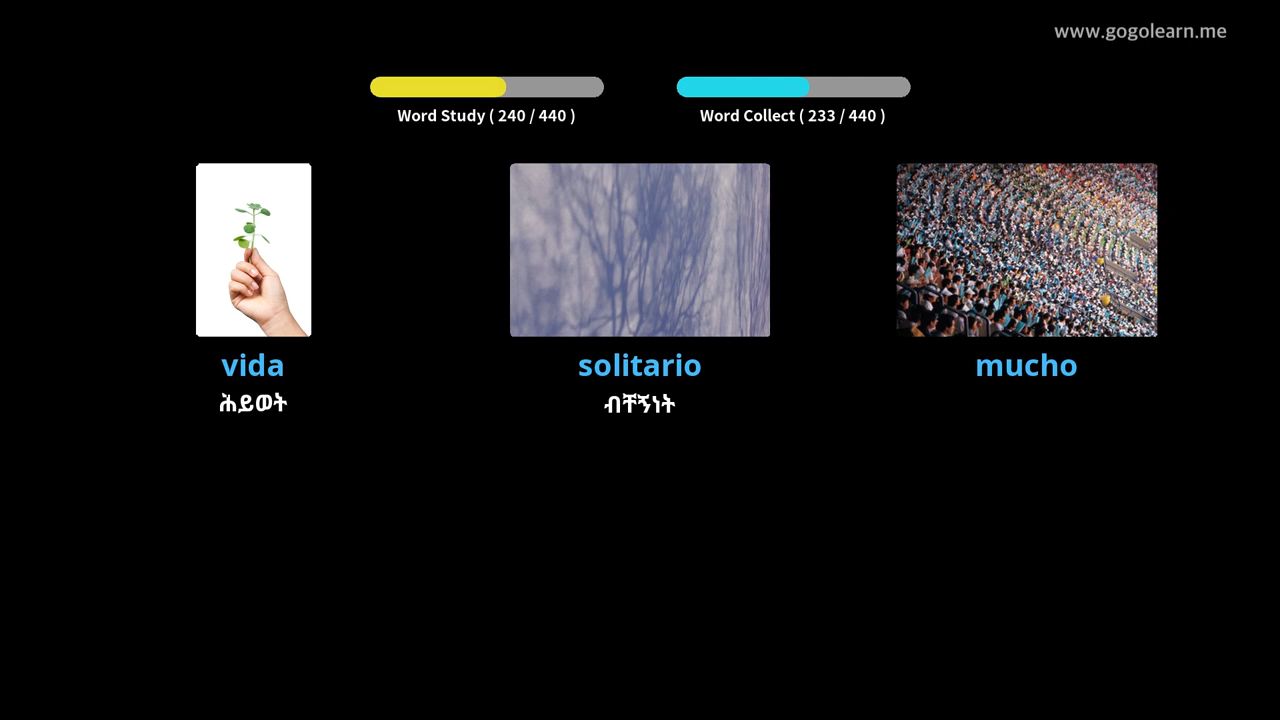 www.gogolearn.me
Word Study ( 240 / 440 )
Word Collect ( 233 / 440 )
vida
ሕይወት
solitario
ብቸኝነት
mucho